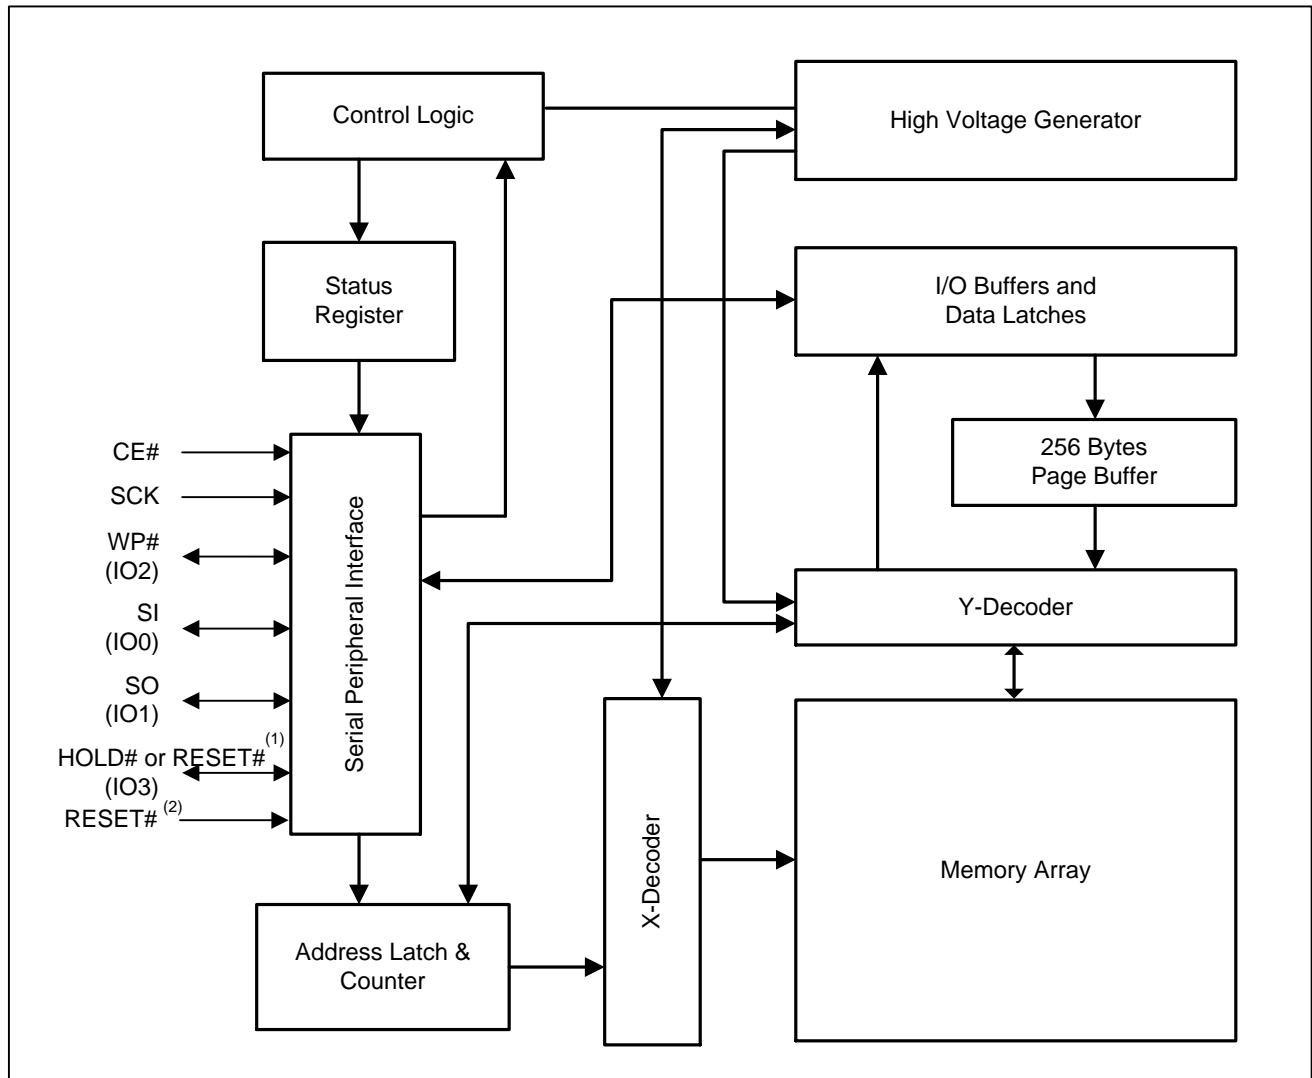 Control Logic
High Voltage Generator
Status
Register
I/O Buffers and
Data Latches
256 Bytes
Page Buffer
Y-Decoder
CE#
SCK
WP#
(IO2)
SI
(IO0)
SO
(IO1)
HOLD# or RESET# (1)
(IO3)
RESET# (2)
Serial Peripheral Interface
X-Decoder
Memory Array
Address Latch &
Counter